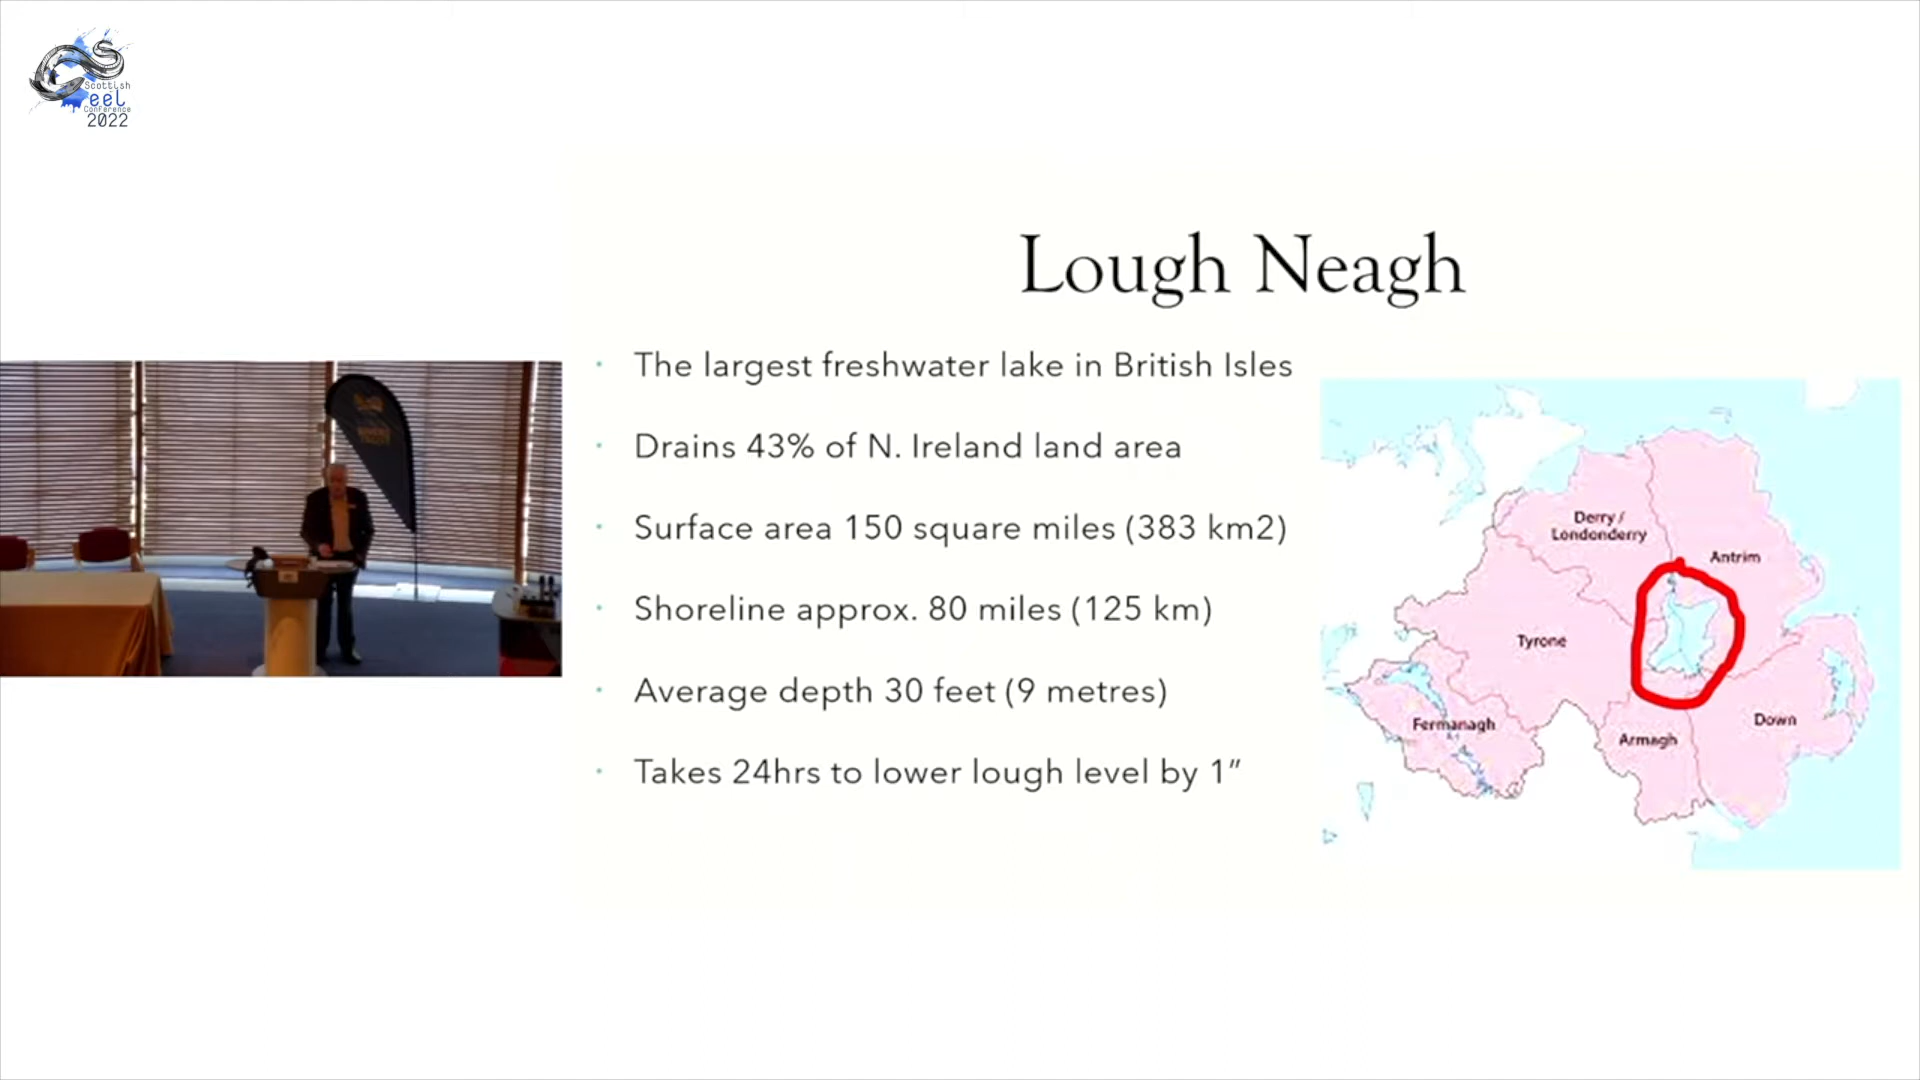 Scottish
eel
Conference
2022
Lough Neagh
· The largest freshwater lake in British Isles
· Drains 43% of N. Ireland land area
· Surface area 150 square miles (383 km2)
· Shoreline approx. 80 miles (125 km)
· Average depth 30 feet (9 metres)
· Takes 24hrs to lower lough level by 1”
Derry /
Londonderry
Antrim
Tyrone
Fermanagh
Armagh
Down